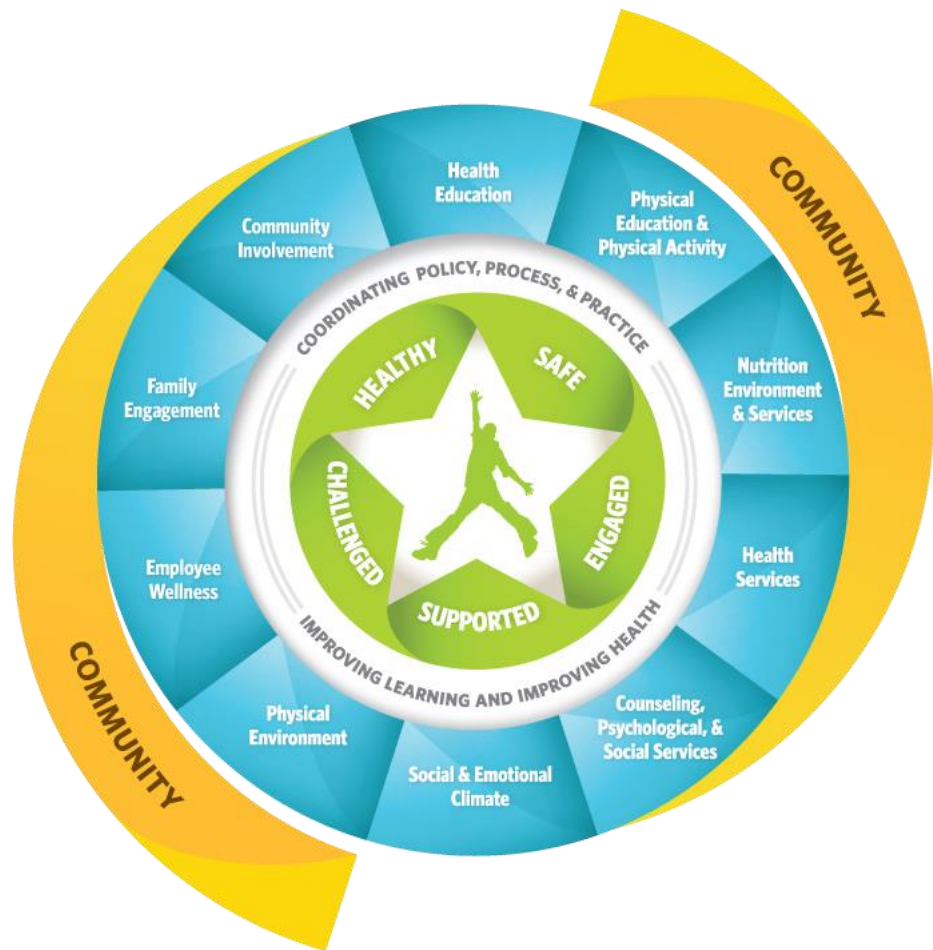 COMMUNITY
Health
Education
Physical
Education &
Physical Activity
Nutrition
Environment
& Services
Health
Services
Counseling,
Psychological, &
Social Services
Social & Emotional
Climate
Physical
Environment
Employee
Wellness
Family
Engagement
Community
Involvement
COORDINATING POLICY, PROCESS, & PRACTICE
IMPROVING LEARNING AND IMPROVING HEALTH
HEALTHY
SAFE
ENGAGED
SUPPORTED
CHALLENGED
COMMUNITY